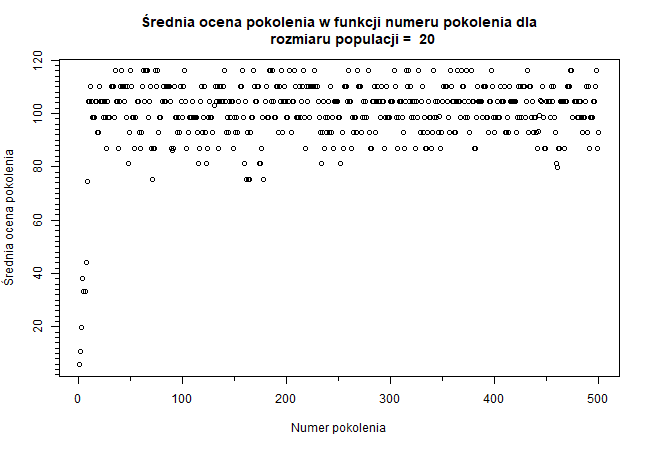 Średnia ocena pokolenia w funkcji numeru pokolenia dla
rozmiaru populacji = 20
Średnia ocena pokolenia
120
100
80
60
40
20
0 100 200 300 400 500
Numer pokolenia